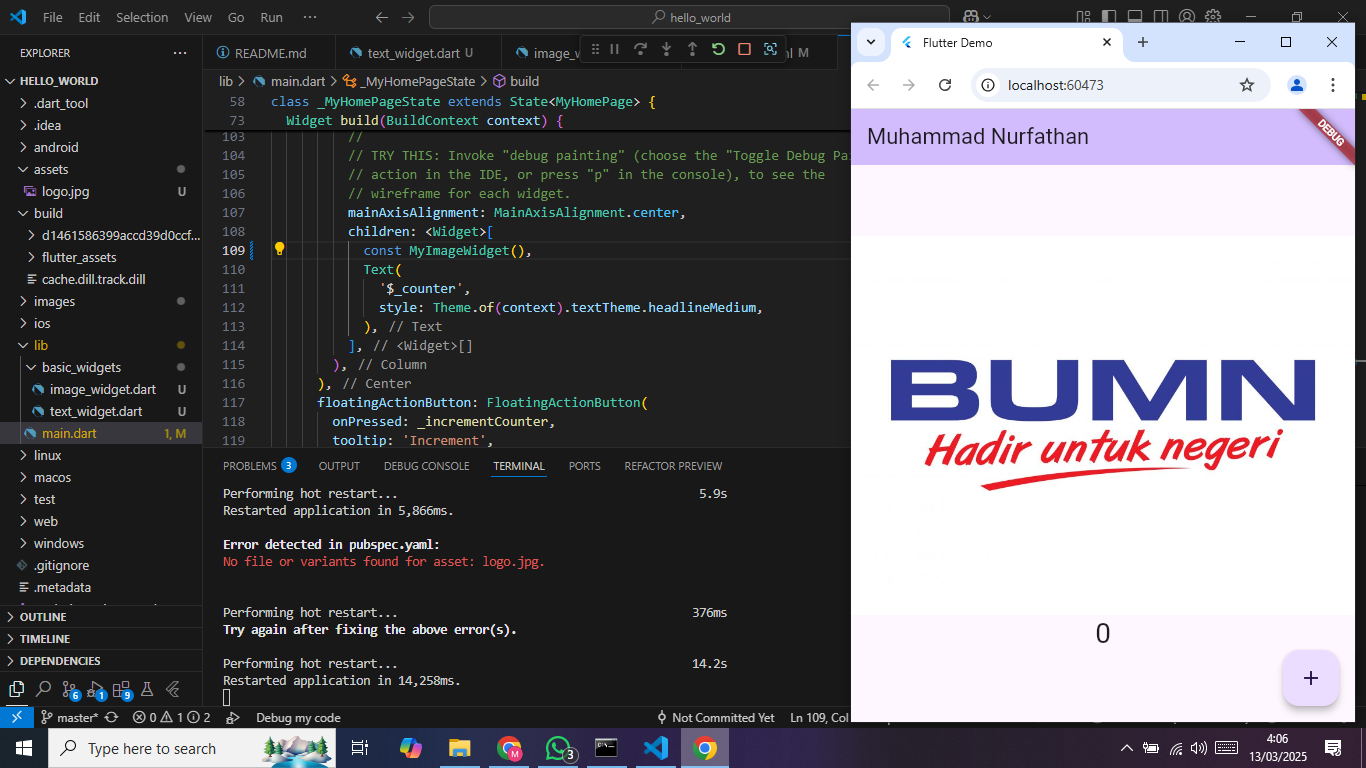 File Edit Selection View Go Run ··· hello_world
EXPLORER ···
HELLO_WORLD
.dart_tool
.idea
android
assets
logo.jpg U
build
d1461586399accd39d0ccf...
flutter_assets
cache.dill.track.dill
images
ios
lib
basic_widgets
image_widget.dart U
text_widget.dart U
main.dart 1, M
linux
macos
test
web
windows
.gitignore
.metadata
OUTLINE
TIMELINE
DEPENDENCIES
6 1 9
README.md text_widget.dart U image_w M
lib > main.dart > _MyHomePageState > build
58 class _MyHomePageState extends State<MyHomePage> {
73 Widget build(BuildContext context) {
103 //
104 // TRY THIS: Invoke "debug painting" (choose the "Toggle Debug Pai
105 // action in the IDE, or press "p" in the console), to see the
106 // wireframe for each widget.
107 mainAxisAlignment: MainAxisAlignment.center,
108 children: <Widget>[
109 const MyImageWidget(),
110 Text(
111 '$_counter',
112 style: Theme.of(context).textTheme.headlineMedium,
113 ), // Text
114 ], // <Widget>[]
115 ), // Column
116 ), // Center
117 floatingActionButton: FloatingActionButton(
118 onPressed: _incrementCounter,
119 tooltip: 'Increment',
PROBLEMS 3 OUTPUT DEBUG CONSOLE TERMINAL PORTS REFACTOR PREVIEW
Performing hot restart... 5.9s
Restarted application in 5,866ms.
Error detected in pubspec.yaml:
No file or variants found for asset: logo.jpg.
Performing hot restart... 376ms
Try again after fixing the above error(s).
Performing hot restart... 14.2s
Restarted application in 14,258ms.
master* 0 1 2 Debug my code Not Committed Yet Ln 109, Col
Flutter Demo
localhost:60473
Muhammad Nurfathan
DEBUG
BUMN
Hadir untuk negeri
0
+
Type here to search
3
M
4:06
13/03/2025